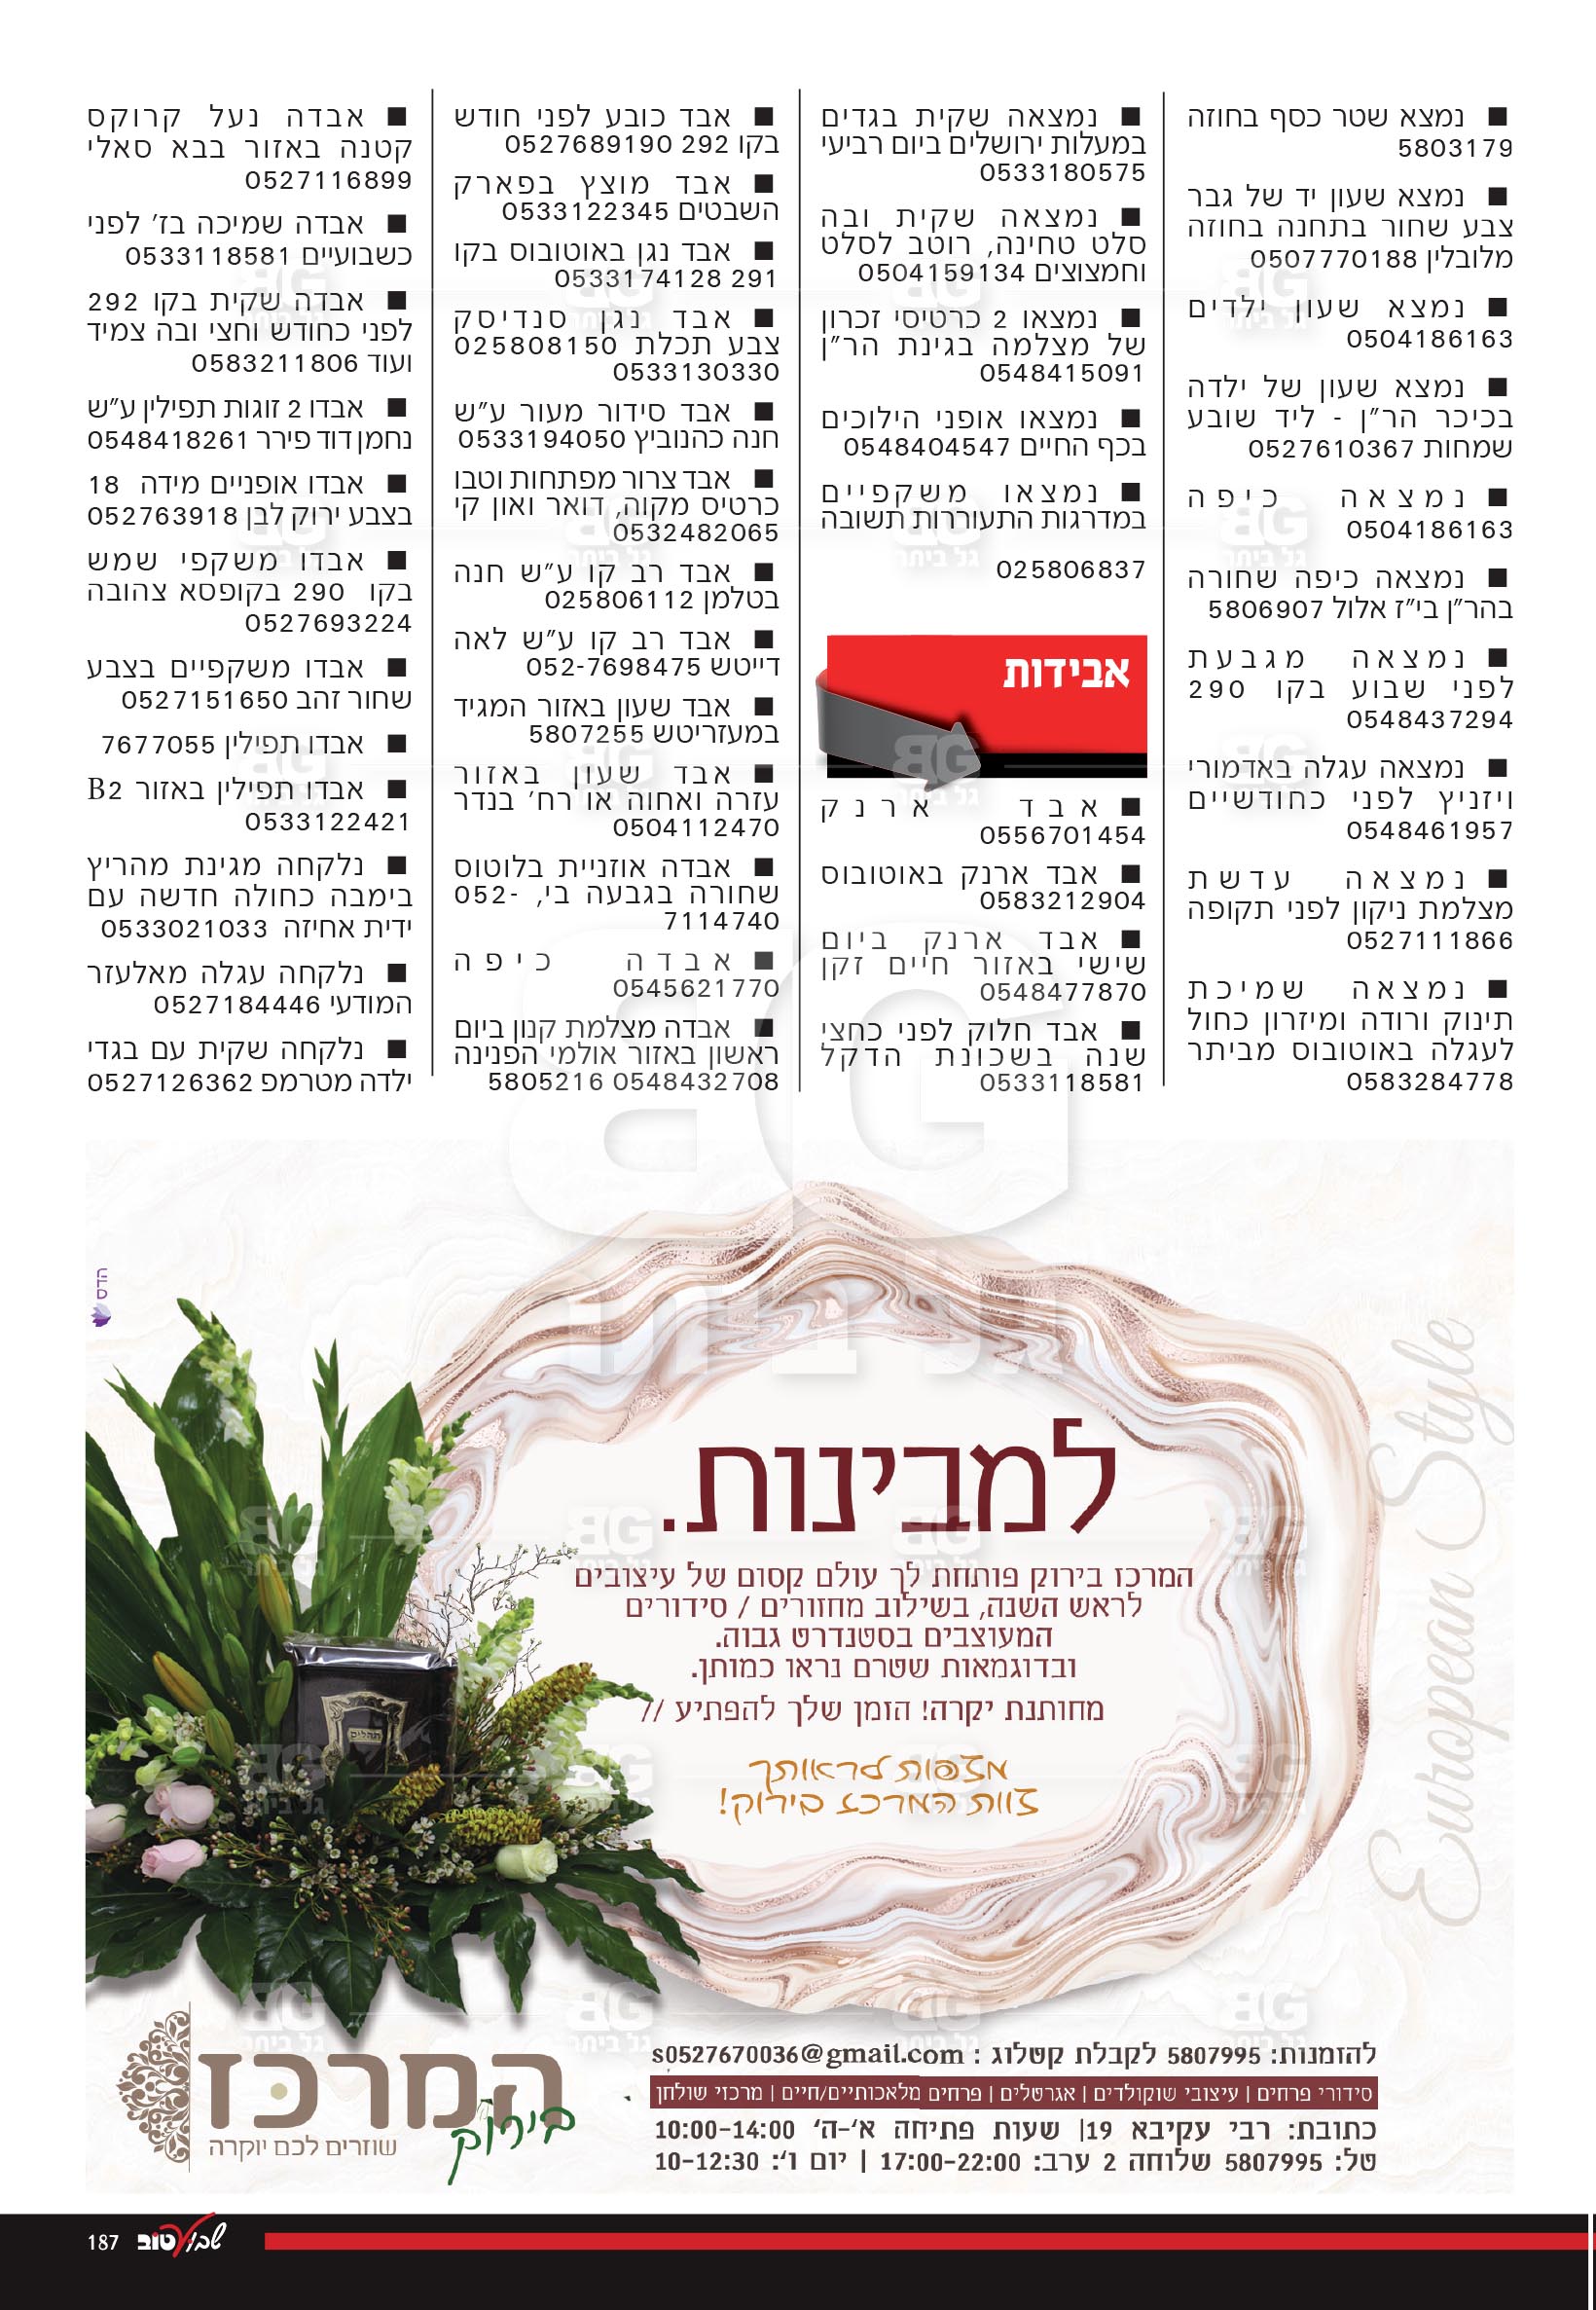 ■ נמצא שטר כסף בחוזה
5803179
■ נמצא שעון יד של גבר
צבע שחור בתחנה בחוזה
מלובלין 0507770188
■ נמצא שעון ילדים
0504186163
■ נמצא שעון של ילדה
בכיכר הר"ן - ליד שובע
שמחות 0527610367
■ נמצאה כיפה
0504186163
■ נמצאה כיפה שחורה
בהר"ן בי"ז אלול 5806907
■ נמצאה מגבעת
לפני שבוע בקו 290
0548437294
■ נמצאה עגלה באדמורי
ויזניץ לפני כחודשיים
0548461957
■ נמצאה עדשת
מצלמת ניקון לפני תקופה
0527111866
■ נמצאה שמיכת
תינוק ורודה ומיזרון כחול
לעגלה באוטובוס מביתר
0583284778
■ נמצאה שקית בגדים
במעלות ירושלים ביום רביעי
0533180575
■ נמצאה שקית ובה
סלט טחינה, רוטב לסלט
וחמצוצים 0504159134
■ נמצאו 2 כרטיסי זכרון
של מצלמה בגינת הר"ן
0548415091
■ נמצאו אופני הילוכים
בכף החיים 0548404547
■ נמצאו משקפיים
במדרגות התעוררות תשובה
025806837
אבידות
■ אבד ארנק
0556701454
■ אבד ארנק באוטובוס
0583212904
■ אבד ארנק ביום
שישי באזור חיים זקן
0548477870
■ אבד חלוק לפני כחצי
שנה בשכונת הדקל
0533118581
■ אבד כובע לפני חודש
בקו 292 0527689190
■ אבד מוצץ בפארק
השבטים 0533122345
■ אבד נגן באוטובוס בקו
291 0533174128
■ אבד נגן סנדיסק
צבע תכלת 025808150
0533130330
■ אבד סידור מעור ע"ש
חנה כהנוביץ 0533194050
■ אבד צרור מפתחות וטבו
כרטיס מקוה, דואר ואון קי
0532482065
■ אבד רב קו ע"ש חנה
בטלמן 025806112
■ אבד רב קו ע"ש לאה
דייטש 052-7698475
■ אבד שעון באזור המגיד
במעזריטש 5807255
■ אבד שעון באזור
עזרה ואחוה או רח' בנדר
0504112470
■ אבדה אוזניית בלוטוס
שחורה בגבעה בי, 052-
7114740
■ אבדה כיפה
0545621770
■ אבדה מצלמת קנון ביום
ראשון באזור אולמי הפנינה
0548432708 5805216
■ אבדה נעל קרוקס
קטנה באזור בבא סאלי
0527116899
■ אבדה שמיכה בז' לפני
כשבועיים 0533118581
■ אבדה שקית בקו 292
לפני כחודש וחצי ובה צמיד
ועוד 0583211806
■ אבדו 2 זוגות תפילין ע"ש
נחמן דוד פירר 0548418261
■ אבדו אופניים מידה 18
בצבע ירוק לבן 052763918
■ אבדו משקפי שמש
בקו 290 בקופסא צהובה
0527693224
■ אבדו משקפיים בצבע
שחור זהב 0527151650
■ אבדו תפילין 7677055
■ אבדו תפילין באזור B2
0533122421
■ נלקחה מגינת מהריץ
בימבה כחולה חדשה עם
ידית אחיזה 0533021033
■ נלקחה עגלה מאלעזר
המודעי 0527184446
■ נלקחה שקית עם בגדי
ילדה מטרמפ 0527126362
BG
גל ביתר
הדס
European Style
למבינות.
המרכז בירוק פותחת לך עולם קסום של עיצובים
לראש השנה, בשילוב מחזורים / סידורים
המעוצבים בסטנדרט גבוה.
ובדוגמאות שטרם נראו כמותן.
מחותנת יקרה! הזמן שלך להפתיע //
מצפות לראותך
צוות המרכז בירוק!
תהלים
להזמנות: 5807995 לקבלת קטלוג : s0527670036@gmail.com
סידורי פרחים | עיצובי שוקולדים | אגרטלים | פרחים מלאכותיים/חיים | מרכזי שולחן
כתובת: רבי עקיבא 19| שעות פתיחה א'-ה' 10:00-14:00
טל: 5807995 שלוחה 2 ערב: 17:00-22:00 | יום ו': 10-12:30
המרכז
בירוק
שוזרים לכם יוקרה
שבוע טוב 187